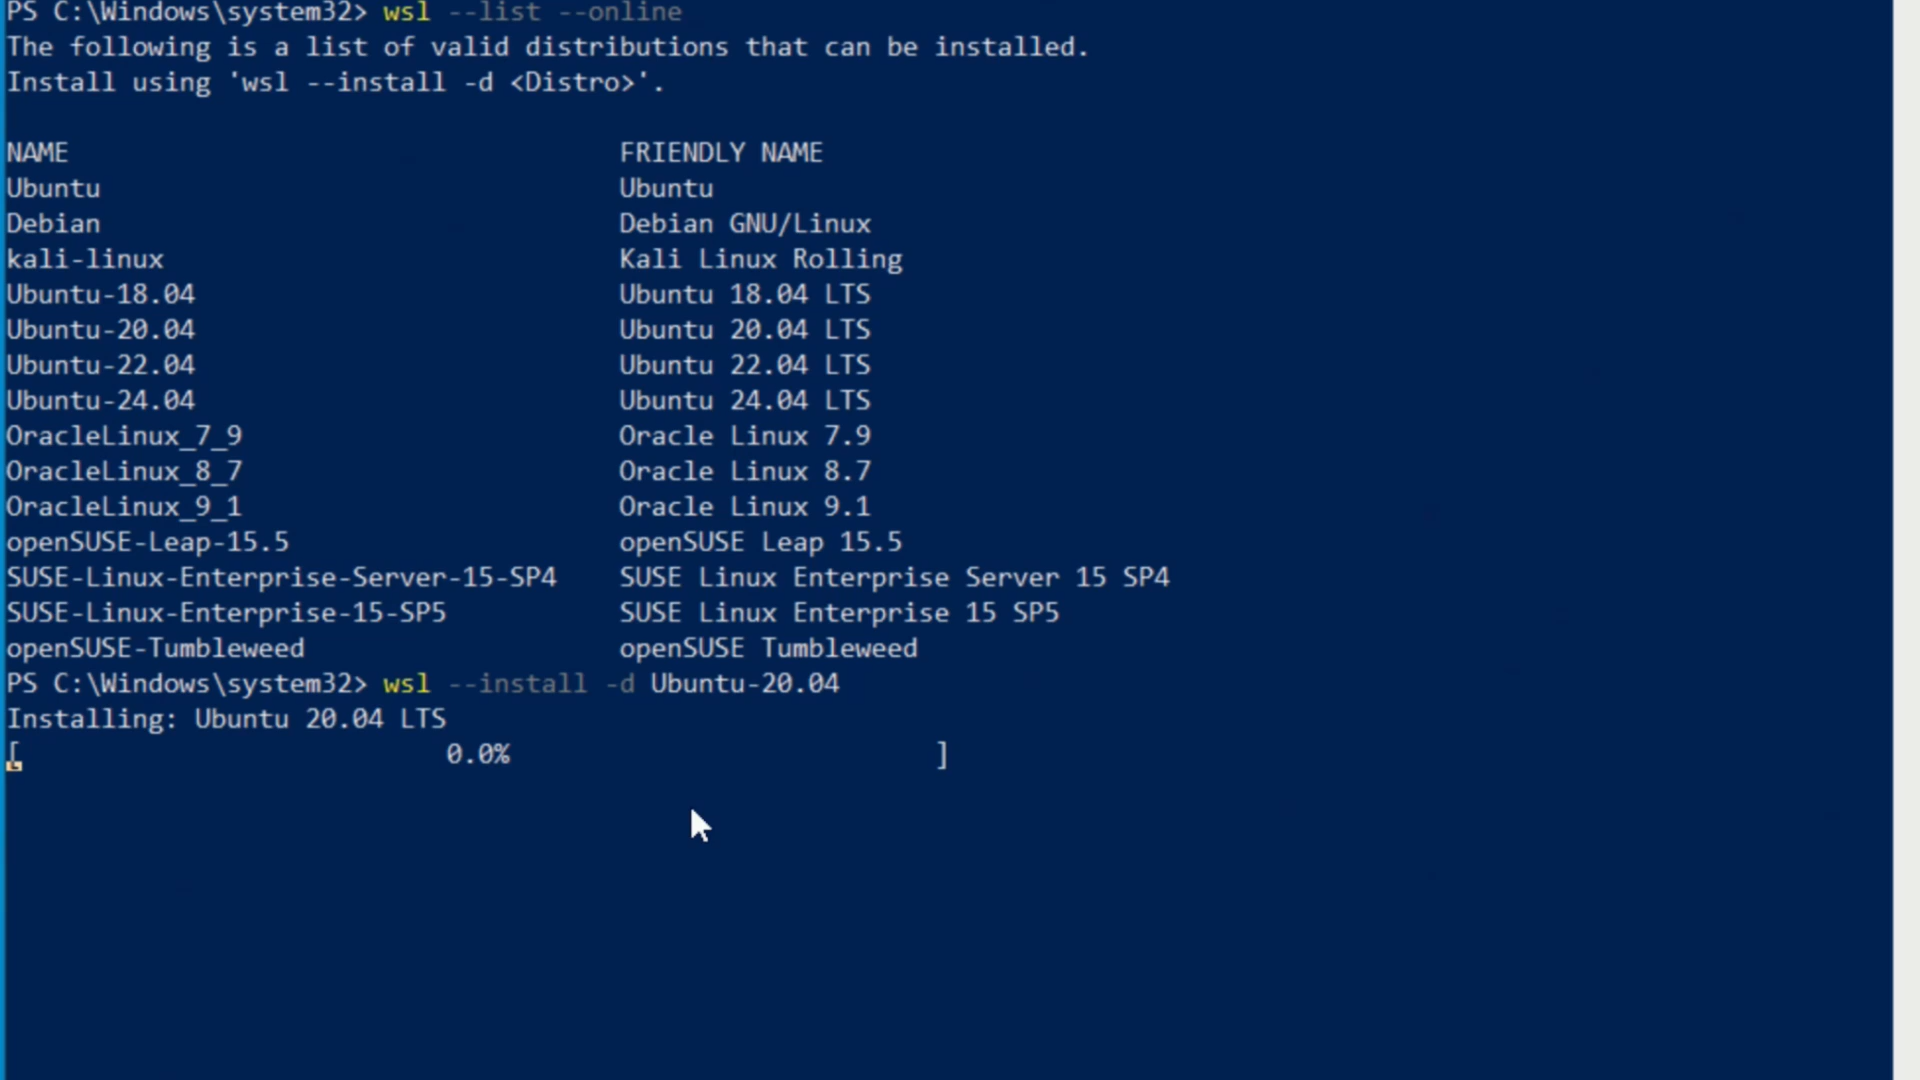 PS C:\Windows\system32> wsl --list --online
The following is a list of valid distributions that can be installed.
Install using 'wsl --install -d <Distro>'.
NAME FRIENDLY NAME
Ubuntu Ubuntu
Debian Debian GNU/Linux
kali-linux Kali Linux Rolling
Ubuntu-18.04 Ubuntu 18.04 LTS
Ubuntu-20.04 Ubuntu 20.04 LTS
Ubuntu-22.04 Ubuntu 22.04 LTS
Ubuntu-24.04 Ubuntu 24.04 LTS
OracleLinux_7_9 Oracle Linux 7.9
OracleLinux_8_7 Oracle Linux 8.7
OracleLinux_9_1 Oracle Linux 9.1
openSUSE-Leap-15.5 openSUSE Leap 15.5
SUSE-Linux-Enterprise-Server-15-SP4 SUSE Linux Enterprise Server 15 SP4
SUSE-Linux-Enterprise-15-SP5 SUSE Linux Enterprise 15 SP5
openSUSE-Tumbleweed openSUSE Tumbleweed
PS C:\Windows\system32> wsl --install -d Ubuntu-20.04
Installing: Ubuntu 20.04 LTS
[ 0.0% ]